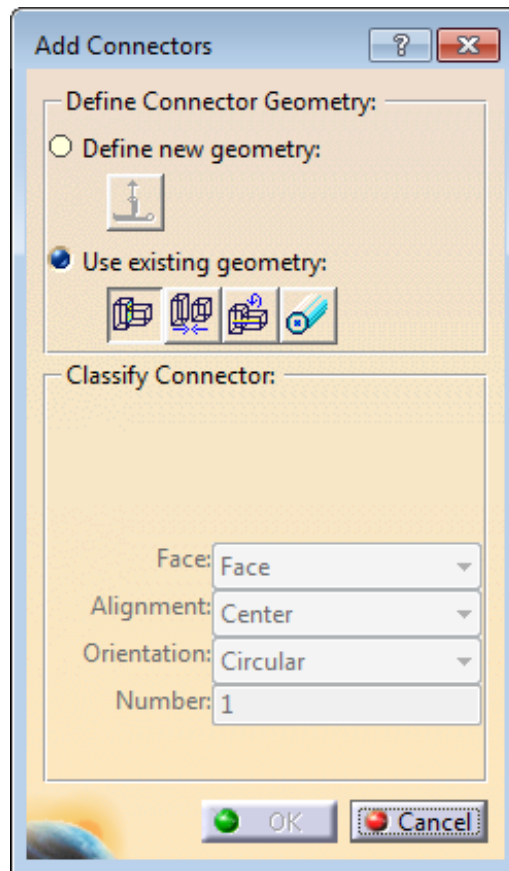 Add Connectors
Define Connector Geometry:
Define new geometry:
Use existing geometry:
Classify Connector:
Face: Face
Alignment: Center
Orientation: Circular
Number: 1
OK Cancel